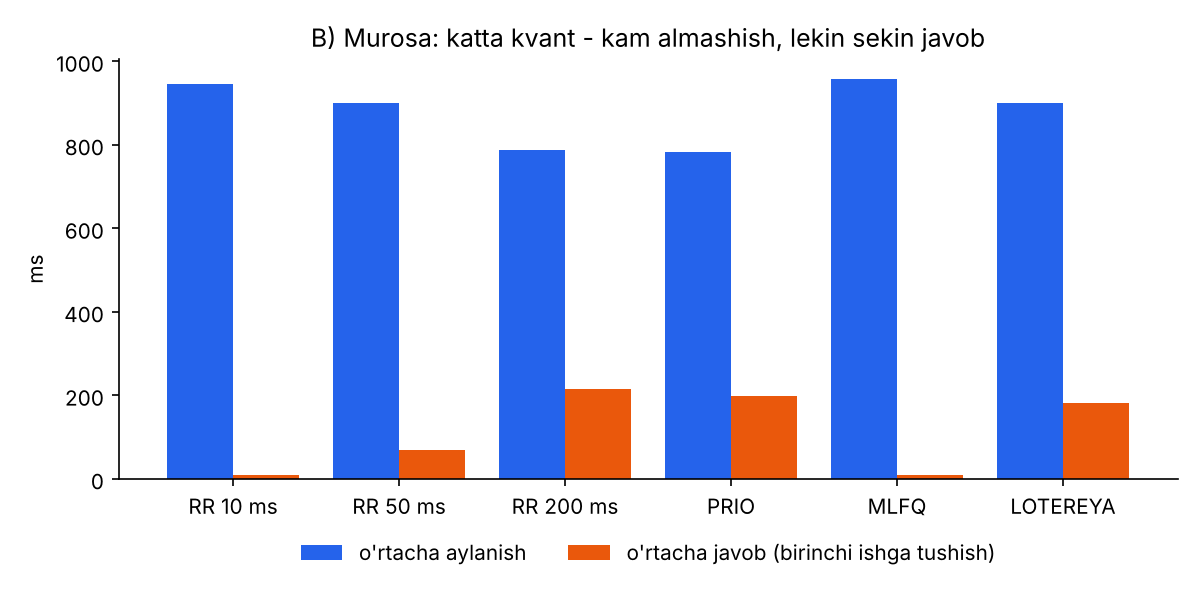 B) Murosa: katta kvant - kam almashish, lekin sekin javob
ms
1000
800
600
400
200
0
RR 10 ms RR 50 ms RR 200 ms PRIO MLFQ LOTEREYA
o'rtacha aylanish o'rtacha javob (birinchi ishga tushish)